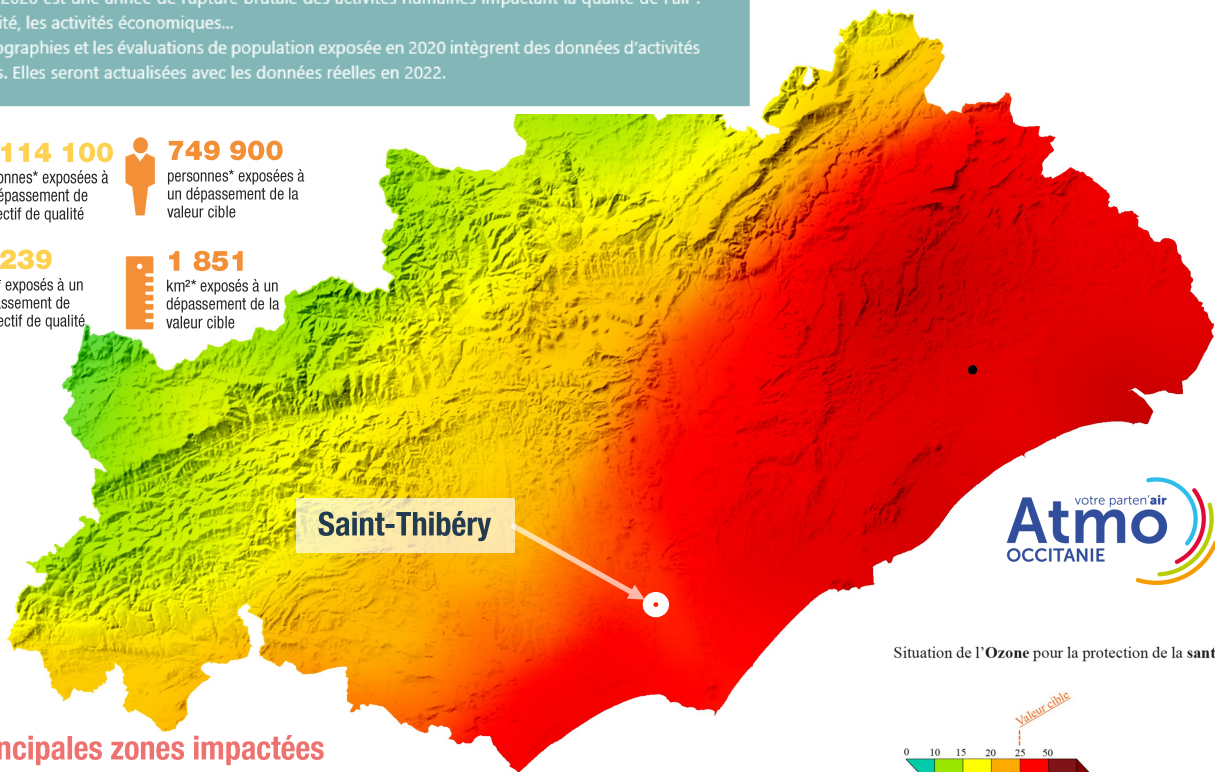 2020 est une année de rupture brutale des activités humaines impactant la qualité de l'air :
ité, les activités économiques...
ographies et les évaluations de population exposée en 2020 intègrent des données d'activités
s. Elles seront actualisées avec les données réelles en 2022.
114 100
onnes* exposées à
épassement de
ectif de qualité
749 900
personnes* exposées à
un dépassement de la
valeur cible
239
* exposés à un
assement de
ectif de qualité
1 851
km²* exposés à un
dépassement de la
valeur cible
Saint-Thibéry
votre parten'air
Atmo
OCCITANIE
Situation de l'Ozone pour la protection de la sant
Valeur cible
0 10 15 20 25 50
ncipales zones impactées